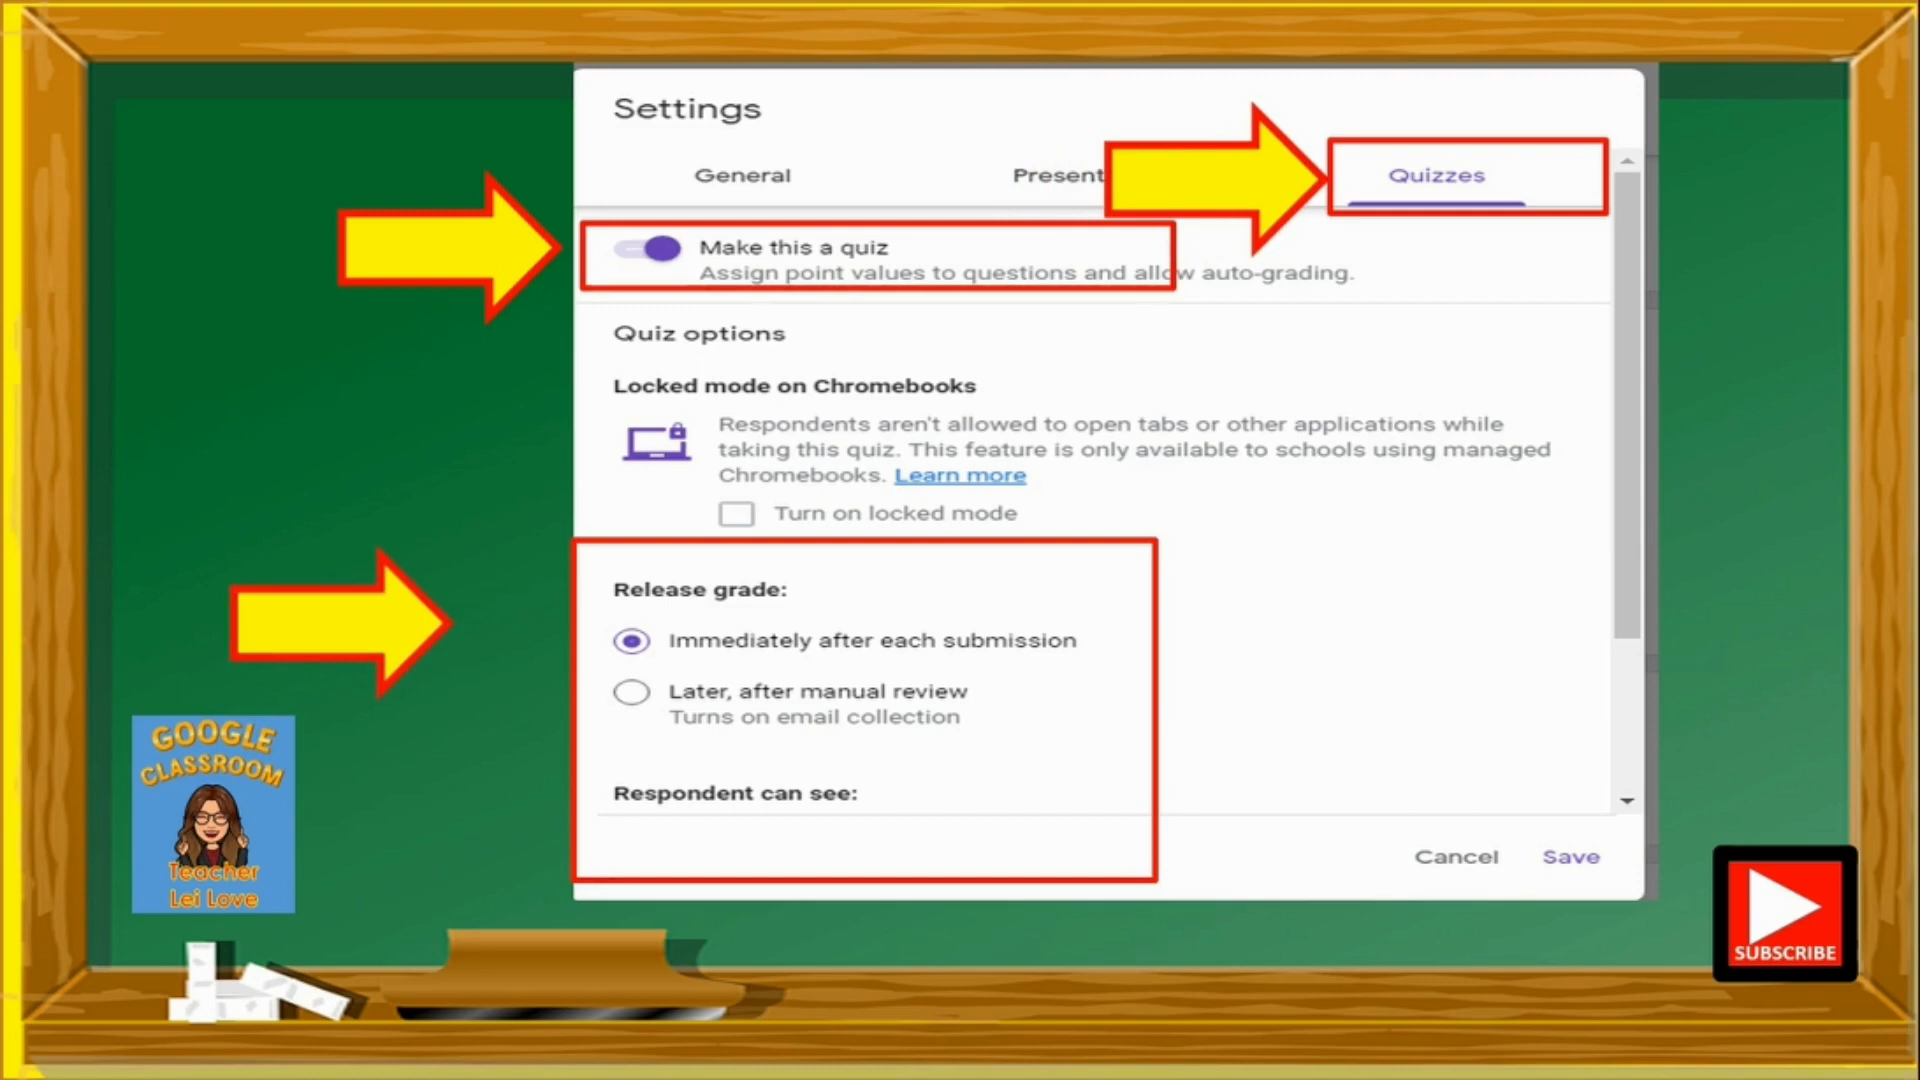 Settings
General
Present
Quizzes
Make this a quiz
Assign point values to questions and allow auto-grading.
Quiz options
Locked mode on Chromebooks
Respondents aren't allowed to open tabs or other applications while
taking this quiz. This feature is only available to schools using managed
Chromebooks. Learn more
Turn on locked mode
Release grade:
Immediately after each submission
Later, after manual review
Turns on email collection
Respondent can see:
Cancel
Save
GOOGLE
CLASSROOM
Teacher
Lei Love
SUBSCRIBE